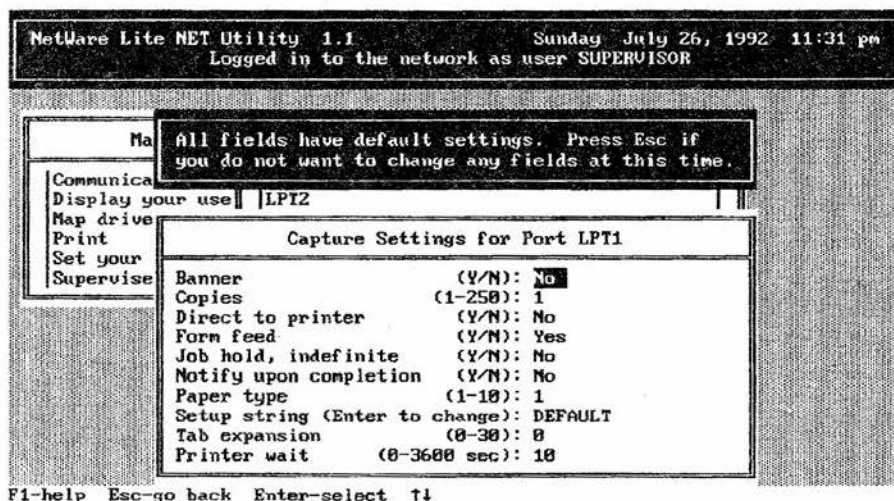 NetWare Lite NET Utility 1.1 Sunday July 26, 1992 11:31 pm
Logged in to the network as user SUPERVISOR
Ma
All fields have default settings. Press Esc if
you do not want to change any fields at this time.
Communica
Display your use LPT2
Map drive
Print
Set your
Supervise
Capture Settings for Port LPT1
Banner (Y/N): No
Copies (1-250): 1
Direct to printer (Y/N): No
Form feed (Y/N): Yes
Job hold, indefinite (Y/N): No
Notify upon completion (Y/N): No
Paper type (1-10): 1
Setup string (Enter to change): DEFAULT
Tab expansion (0-30): 0
Printer wait (0-3600 sec): 10
F1-help Esc-go back Enter-select ↑↓